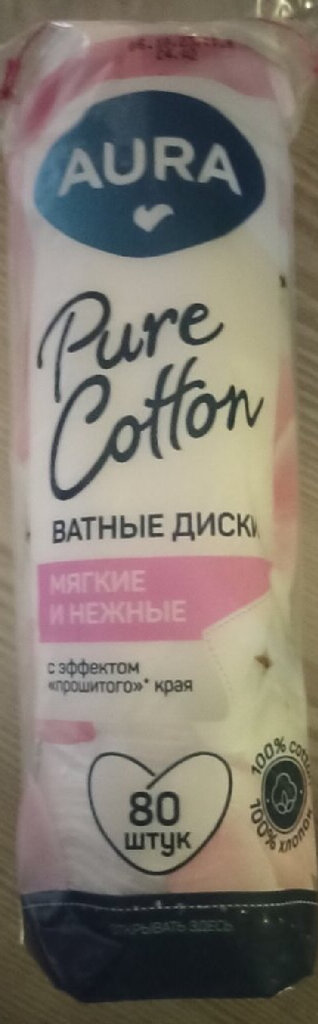 AURA
Pure
Cotton
ВАТНЫЕ ДИСКИ
МЯГКИЕ
И НЕЖНЫЕ
с эффектом
«прошитого»* края
100% cotton
100% хлопок
80
штук
ОТКРЫВАТЬ ЗДЕСЬ